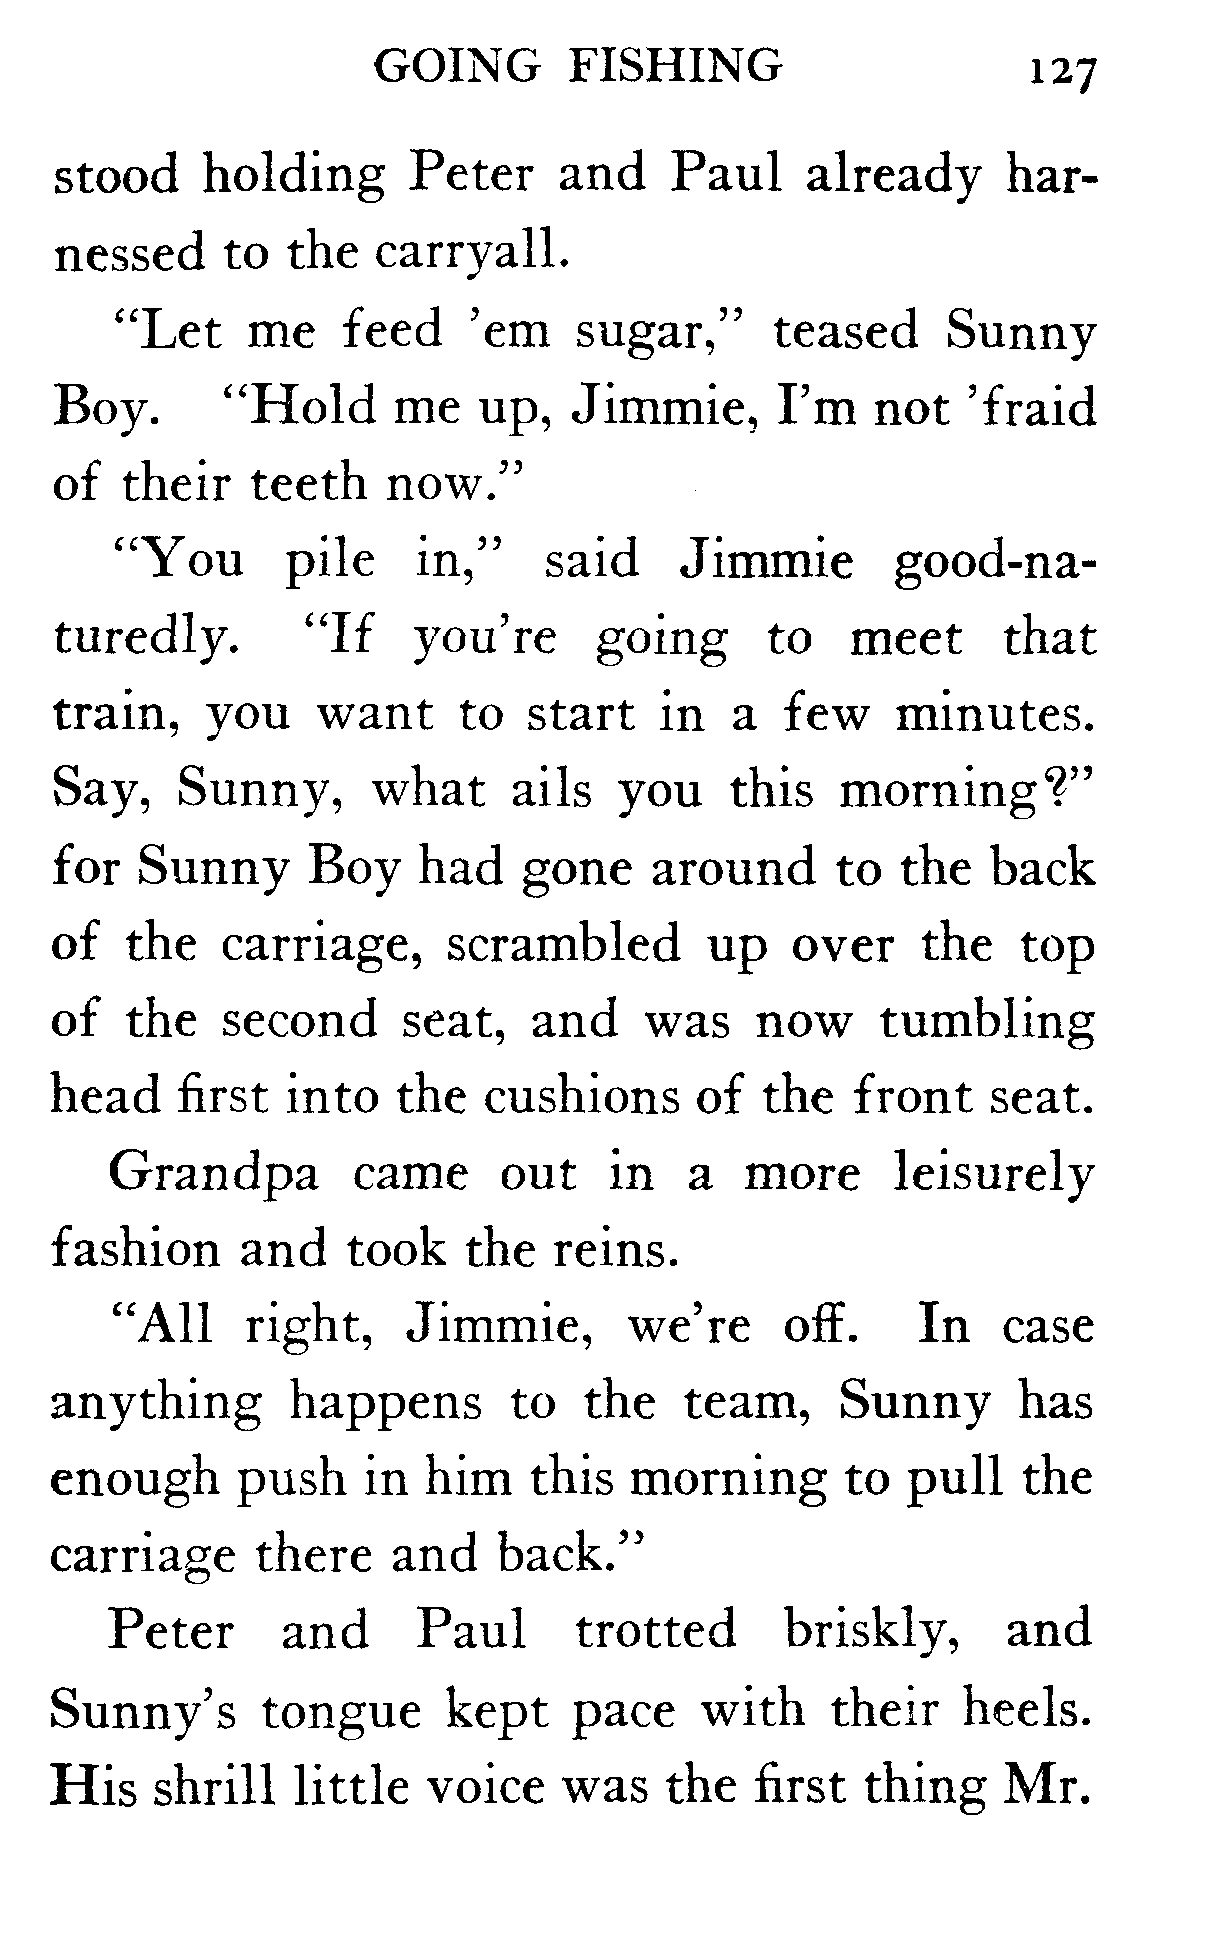 GOING FISHING 127
stood holding Peter and Paul already har-
nessed to the carryall.
“Let me feed ’em sugar,” teased Sunny
Boy. “Hold me up, Jimmie, I’m not ’fraid
of their teeth now.”
“You pile in,” said Jimmie good-na-
turedly. “If you’re going to meet that
train, you want to start in a few minutes.
Say, Sunny, what ails you this morning?”
for Sunny Boy had gone around to the back
of the carriage, scrambled up over the top
of the second seat, and was now tumbling
head first into the cushions of the front seat.
Grandpa came out in a more leisurely
fashion and took the reins.
“All right, Jimmie, we’re off. In case
anything happens to the team, Sunny has
enough push in him this morning to pull the
carriage there and back.”
Peter and Paul trotted briskly, and
Sunny’s tongue kept pace with their heels.
His shrill little voice was the first thing Mr.